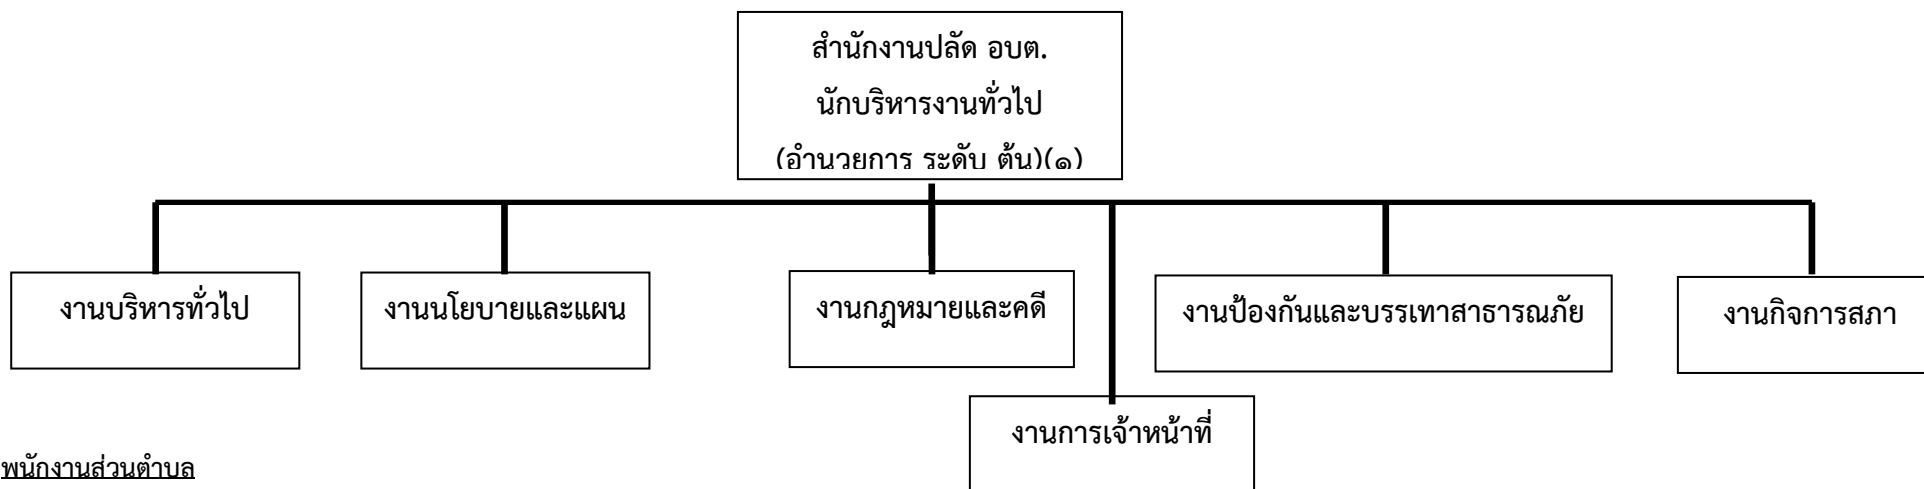 สำนักงานปลัด อบต.
นักบริหารงานทั่วไป
(อำนวยการ ระดับ ต้น)(๑)
งานบริหารทั่วไป
งานนโยบายและแผน
งานกฎหมายและคดี
งานป้องกันและบรรเทาสาธารณภัย
งานกิจการสภา
งานการเจ้าหน้าที่
พนักงานส่วนตำบล